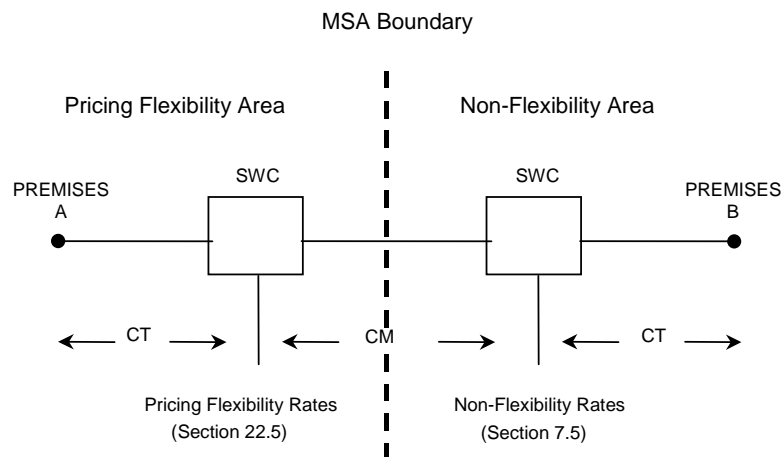 MSA Boundary
Pricing Flexibility Area
Non-Flexibility Area
SWC
SWC
PREMISES
A
PREMISES
B
CT
CM
CT
Pricing Flexibility Rates
(Section 22.5)
Non-Flexibility Rates
(Section 7.5)